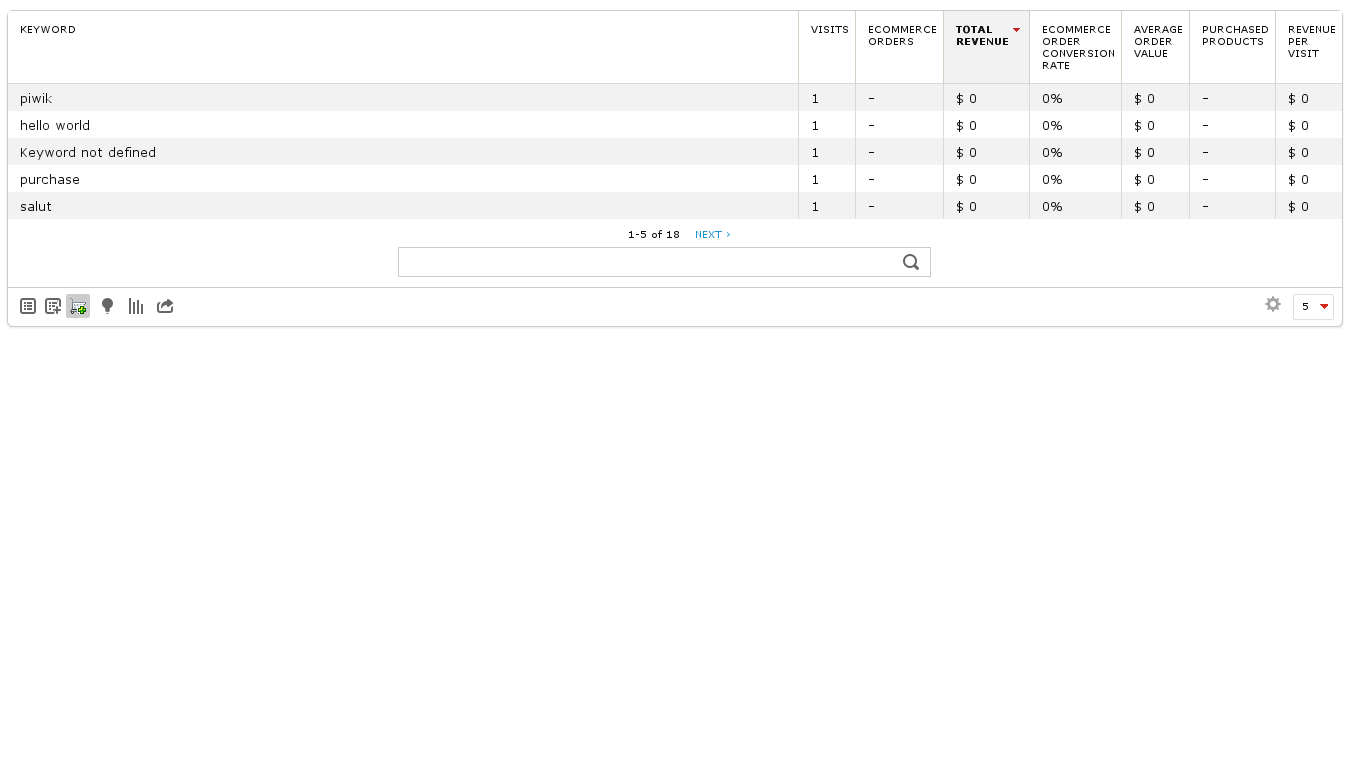 KEYWORD VISITS ECOMMERCE ORDERS TOTAL REVENUE ECOMMERCE ORDER CONVERSION RATE AVERAGE ORDER VALUE PURCHASED PRODUCTS REVENUE PER VISIT
piwik 1 - $ 0 0% $ 0 - $ 0
hello world 1 - $ 0 0% $ 0 - $ 0
Keyword not defined 1 - $ 0 0% $ 0 - $ 0
purchase 1 - $ 0 0% $ 0 - $ 0
salut 1 - $ 0 0% $ 0 - $ 0
1-5 of 18 NEXT ›
5